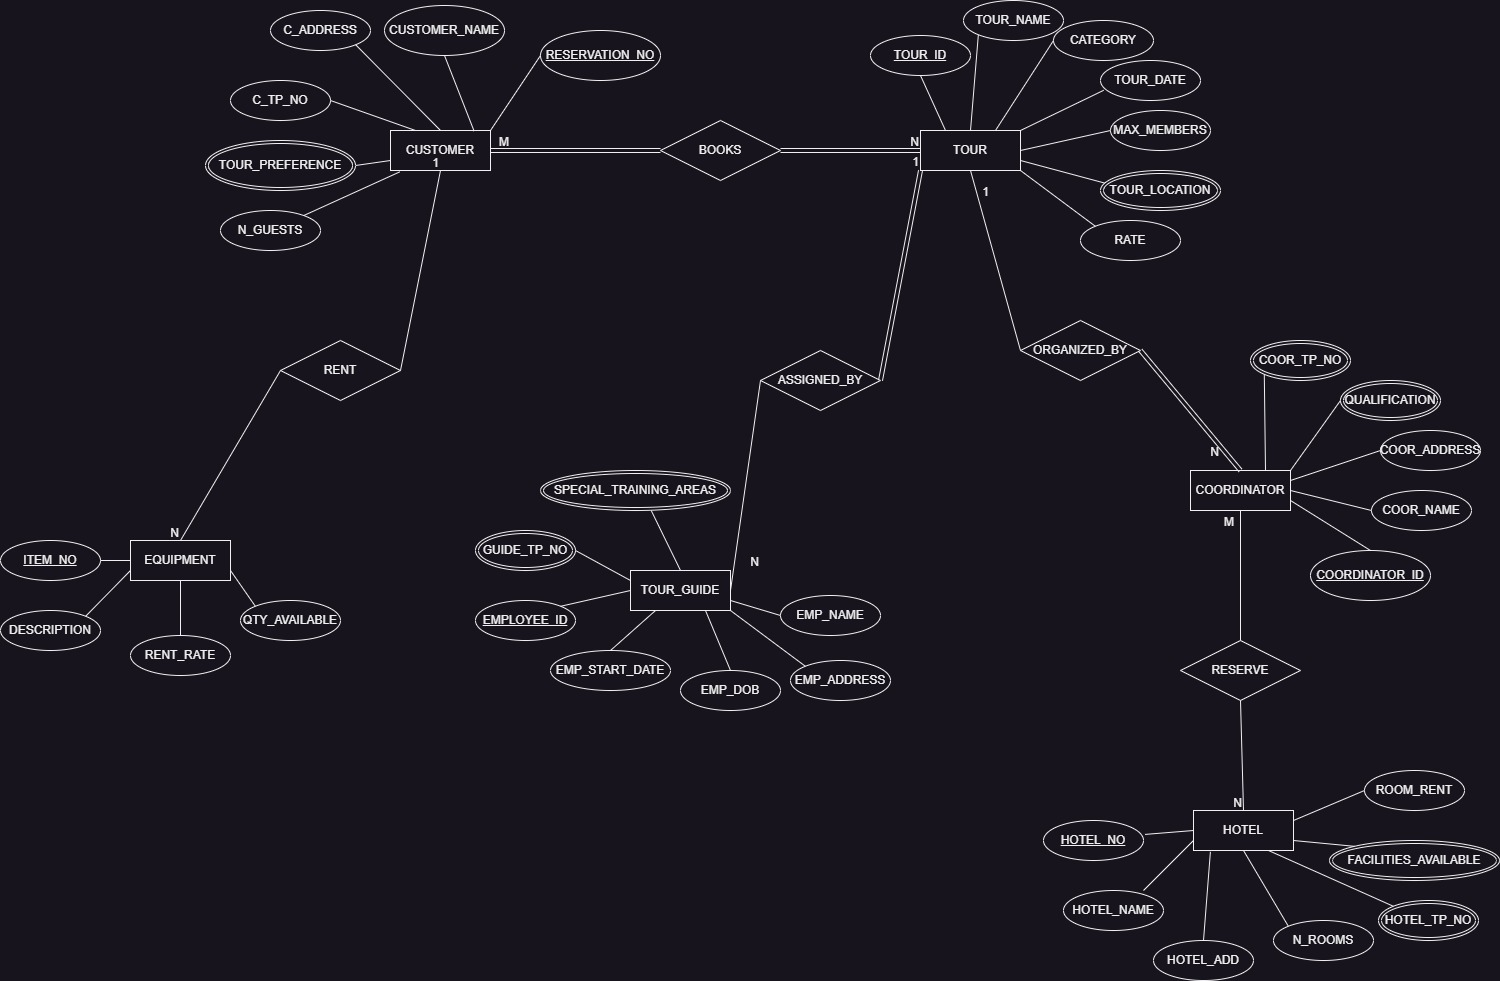 TOUR_NAME
C_ADDRESS
CUSTOMER_NAME
CATEGORY
RESERVATION_NO
TOUR_ID
TOUR_DATE
C_TP_NO
MAX_MEMBERS
M
N
CUSTOMER
BOOKS
TOUR
1
1
TOUR_PREFERENCE
TOUR_LOCATION
1
N_GUESTS
RATE
ORGANIZED_BY
COOR_TP_NO
RENT
ASSIGNED_BY
QUALIFICATION
COOR_ADDRESS
N
SPECIAL_TRAINING_AREAS
COORDINATOR
COOR_NAME
M
N
GUIDE_TP_NO
ITEM_NO
EQUIPMENT
N
COORDINATOR_ID
TOUR_GUIDE
EMP_NAME
QTY_AVAILABLE
EMPLOYEE_ID
DESCRIPTION
RENT_RATE
EMP_START_DATE
RESERVE
EMP_ADDRESS
EMP_DOB
ROOM_RENT
N
HOTEL
HOTEL_NO
FACILITIES_AVAILABLE
HOTEL_NAME
HOTEL_TP_NO
N_ROOMS
HOTEL_ADD